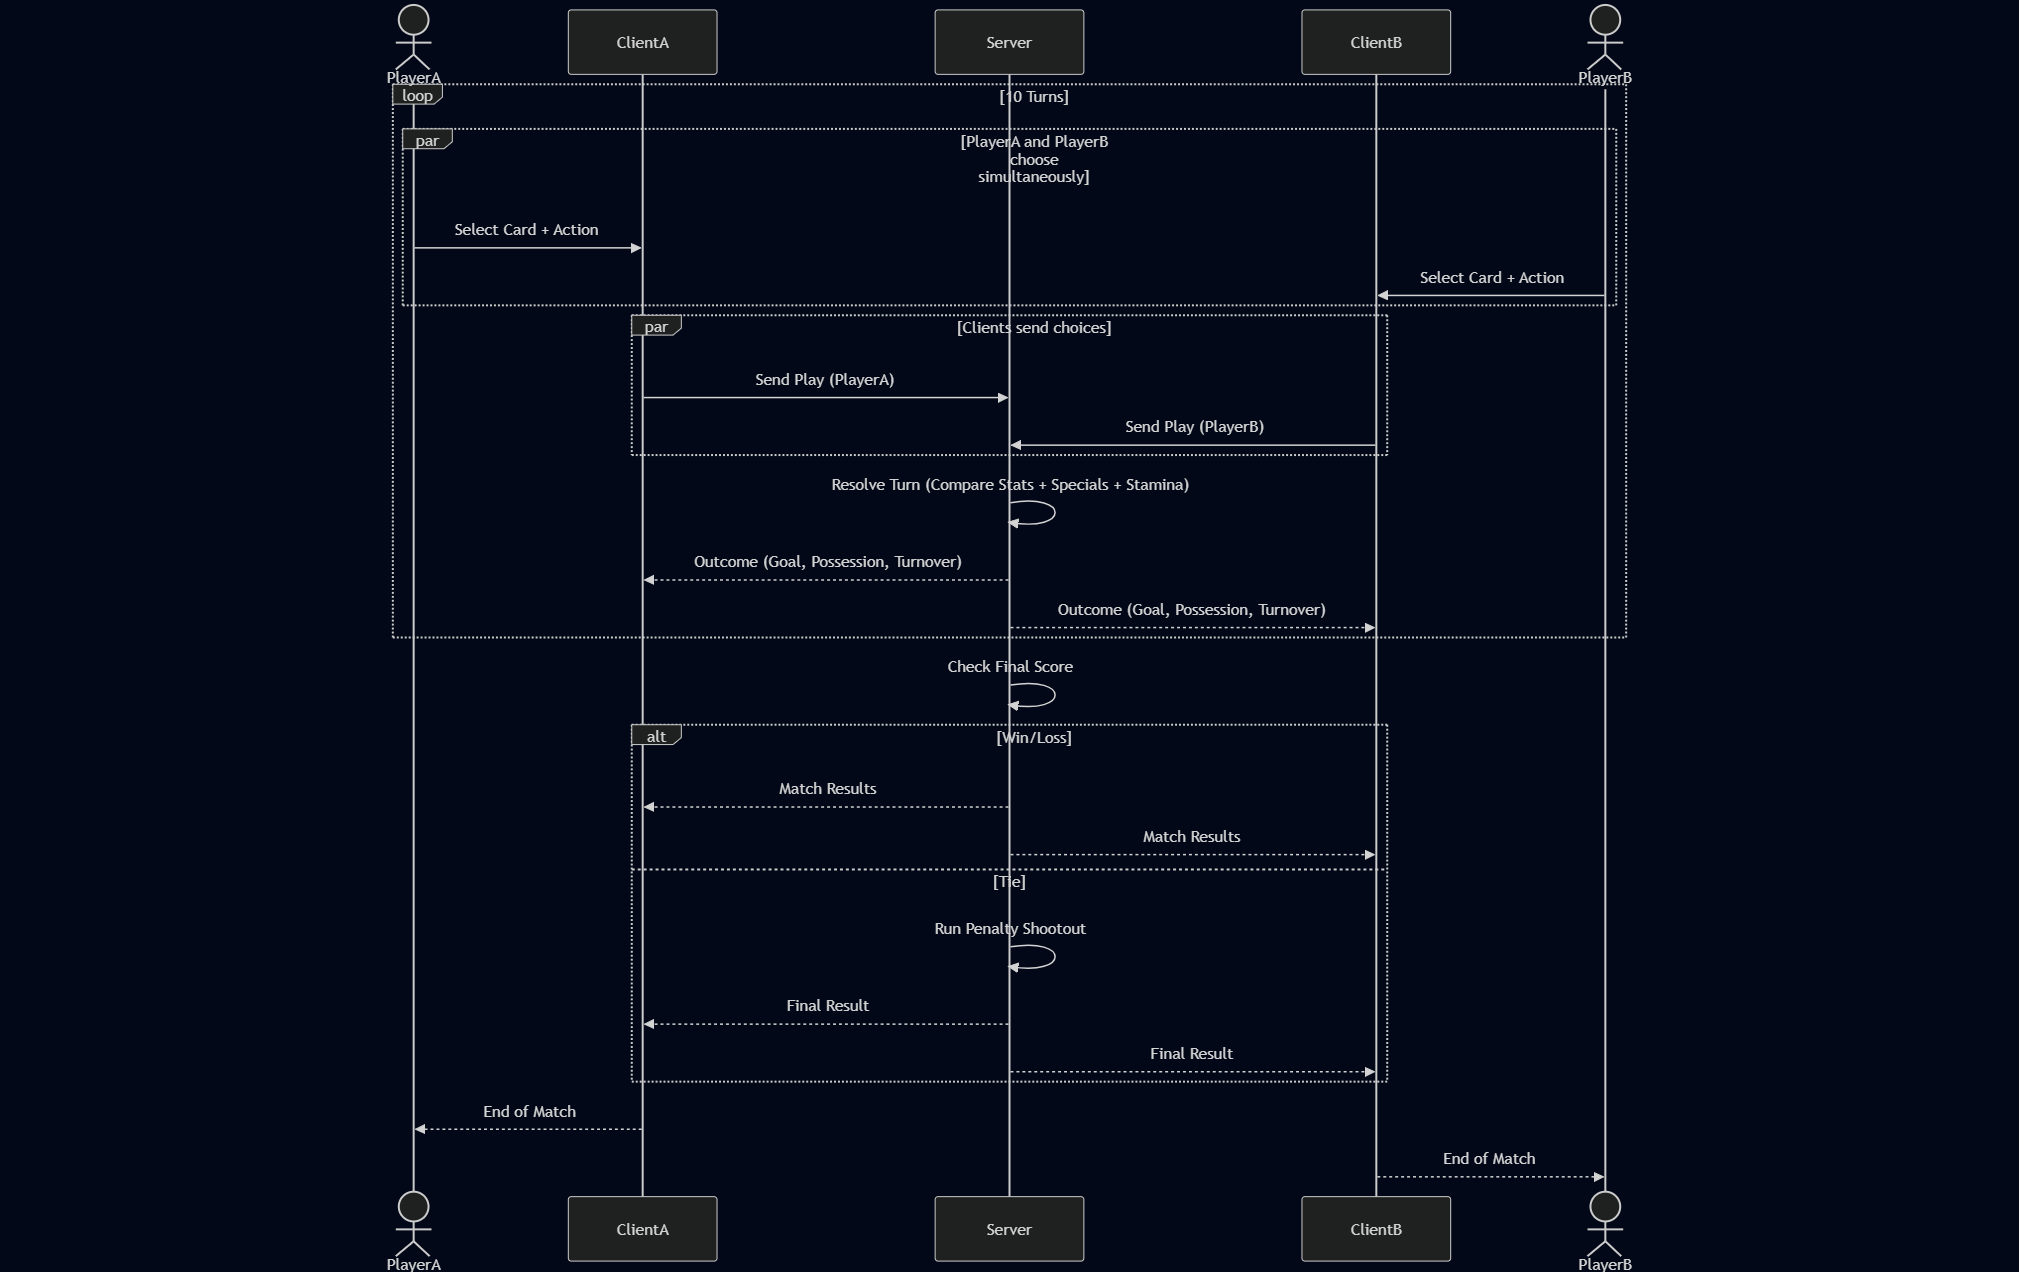 ClientA
Server
ClientB
PlayerA
PlayerB
loop
[10 Turns]
par
[PlayerA and PlayerB
choose
simultaneously]
Select Card + Action
Select Card + Action
par
[Clients send choices]
Send Play (PlayerA)
Send Play (PlayerB)
Resolve Turn (Compare Stats + Specials + Stamina)
Outcome (Goal, Possession, Turnover)
Outcome (Goal, Possession, Turnover)
Check Final Score
alt
[Win/Loss]
Match Results
Match Results
[Tie]
Run Penalty Shootout
Final Result
Final Result
End of Match
End of Match
ClientA
Server
ClientB
PlayerA
PlayerB